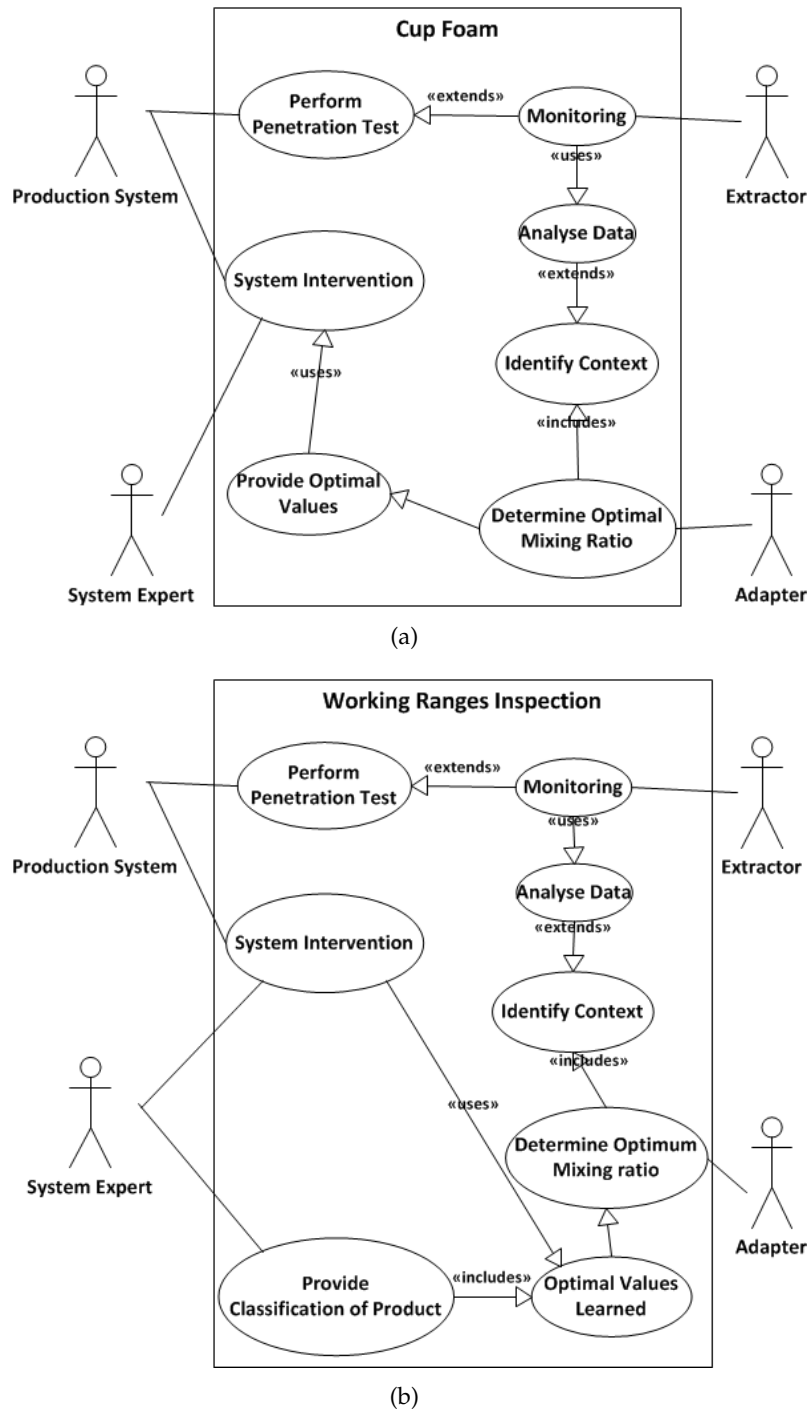 Cup Foam
Perform
Penetration Test
«extends»
Monitoring
Production System
Extractor
«uses»
Analyse Data
«extends»
System Intervention
Identify Context
«uses»
«includes»
Provide Optimal
Values
Determine Optimal
Mixing Ratio
System Expert
Adapter
(a)
Working Ranges Inspection
Perform
Penetration Test
«extends»
Monitoring
Production System
Extractor
«uses»
Analyse Data
«extends»
System Intervention
Identify Context
«includes»
«uses»
Determine Optimum
Mixing ratio
System Expert
Adapter
Provide
Classification of Product
«includes»
Optimal Values
Learned
(b)